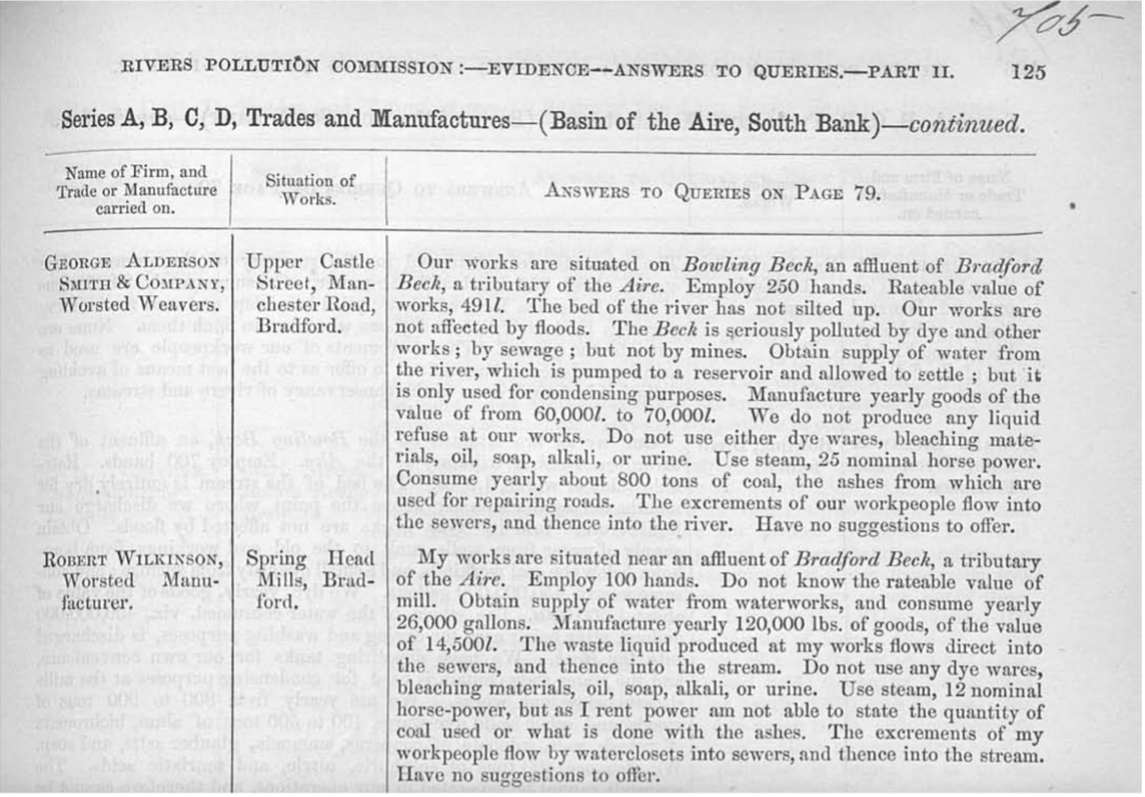 705
RIVERS POLLUTION COMMISSION:—EVIDENCE—ANSWERS TO QUERIES.—PART II. 125
Series A, B, C, D, Trades and Manufactures—(Basin of the Aire, South Bank)—continued.
Name of Firm, and
Trade or Manufacture
carried on.
Situation of
Works.
ANSWERS TO QUERIES ON PAGE 79.
GEORGE ALDERSON
SMITH & COMPANY,
Worsted Weavers.
Upper Castle
Street, Man-
chester Road,
Bradford.
Our works are situated on Bowling Beck, an affluent of Bradford
Beck, a tributary of the Aire. Employ 250 hands. Rateable value of
works, 491l. The bed of the river has not silted up. Our works are
not affected by floods. The Beck is seriously polluted by dye and other
works; by sewage; but not by mines. Obtain supply of water from
the river, which is pumped to a reservoir and allowed to settle; but it
is only used for condensing purposes. Manufacture yearly goods of the
value of from 60,000l. to 70,000l. We do not produce any liquid
refuse at our works. Do not use either dye wares, bleaching mate-
rials, oil, soap, alkali, or urine. Use steam, 25 nominal horse power.
Consume yearly about 800 tons of coal, the ashes from which are
used for repairing roads. The excrements of our workpeople flow into
the sewers, and thence into the river. Have no suggestions to offer.
ROBERT WILKINSON,
Worsted Manu-
facturer.
Spring Head
Mills, Brad-
ford.
My works are situated near an affluent of Bradford Beck, a tributary
of the Aire. Employ 100 hands. Do not know the rateable value of
mill. Obtain supply of water from waterworks, and consume yearly
26,000 gallons. Manufacture yearly 120,000 lbs. of goods, of the value
of 14,500l. The waste liquid produced at my works flows direct into
the sewers, and thence into the stream. Do not use any dye wares,
bleaching materials, oil, soap, alkali, or urine. Use steam, 12 nominal
horse-power, but as I rent power am not able to state the quantity of
coal used or what is done with the ashes. The excrements of my
workpeople flow by waterclosets into sewers, and thence into the stream.
Have no suggestions to offer.